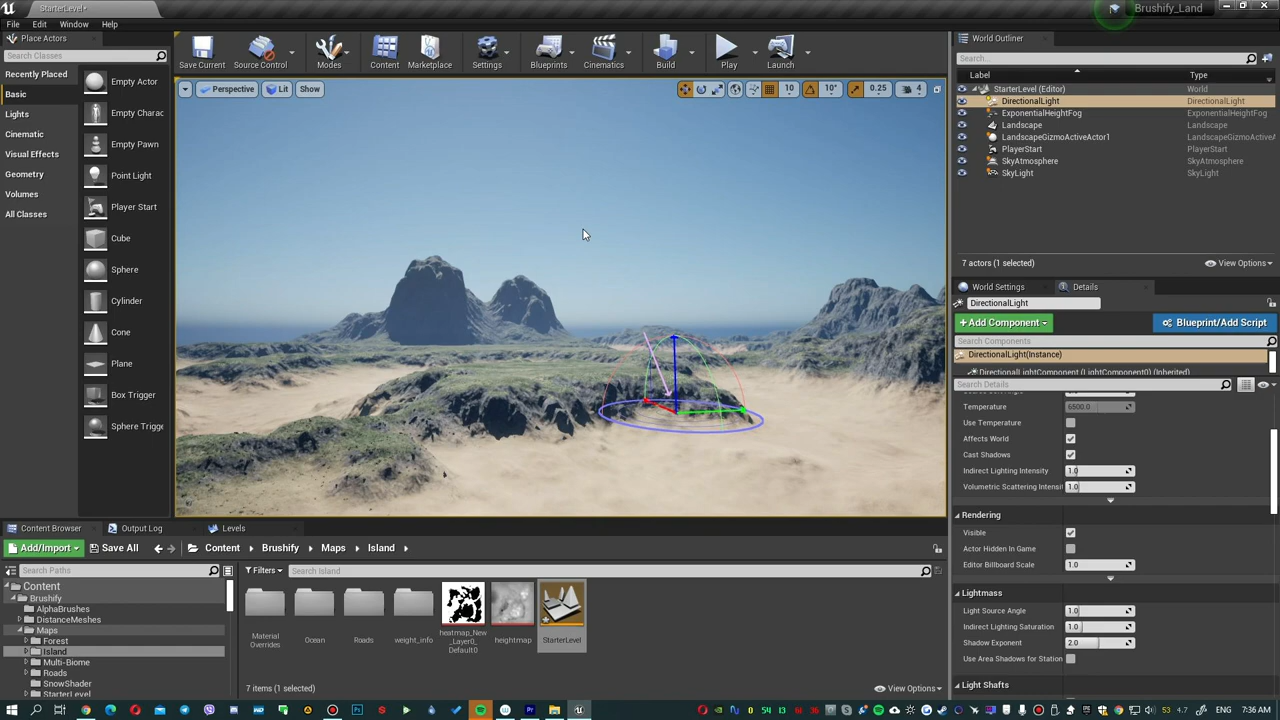 StarterLevel*
Brushify_Land
File Edit Window Help
Place Actors
Search Classes
Recently Placed
Basic
Lights
Cinematic
Visual Effects
Geometry
Volumes
All Classes
Empty Actor
Empty Charac
Empty Pawn
Point Light
Player Start
Cube
Sphere
Cylinder
Cone
Plane
Box Trigger
Sphere Trigge
Save Current
Source Control
Modes
Content
Marketplace
Settings
Blueprints
Cinematics
Build
Play
Launch
Perspective
Lit
Show
10
10°
0.25
4
World Outliner
Search...
Label
Type
StarterLevel (Editor) World
DirectionalLight DirectionalLight
ExponentialHeightFog ExponentialHeightFog
Landscape Landscape
LandscapeGizmoActiveActor1 LandscapeGizmoActiveA
PlayerStart PlayerStart
SkyAtmosphere SkyAtmosphere
SkyLight SkyLight
7 actors (1 selected)
View Options
World Settings
Details
DirectionalLight
Add Component
Blueprint/Add Script
Search Components
DirectionalLight(Instance)
DirectionalLightComponent (LightComponent0) (Inherited)
Search Details
Temperature 6500.0
Use Temperature
Affects World
Cast Shadows
Indirect Lighting Intensity 1.0
Volumetric Scattering Intensit 1.0
Rendering
Visible
Actor Hidden In Game
Editor Billboard Scale 1.0
Lightmass
Light Source Angle 1.0
Indirect Lighting Saturation 1.0
Shadow Exponent 2.0
Use Area Shadows for Station
Light Shafts
Content Browser
Output Log
Levels
Add/Import
Save All
Content Brushify Maps Island
Search Paths
Filters
Search Island
Content
Brushify
AlphaBrushes
DistanceMeshes
Maps
Forest
Island
Multi-Biome
Roads
SnowShader
StarterLevel
Material Overrides
Ocean
Roads
weight_info
heatmap_New_Layer0_Default0
heightmap
StarterLevel
7 items (1 selected)
View Options
7:36 AM